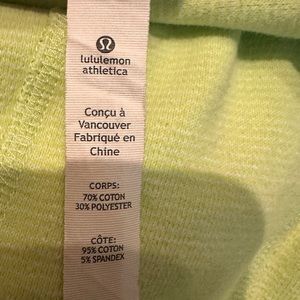 lululemon
athletica
Conçu à
Vancouver
Fabriqué en
Chine
CORPS:
70% COTON
30% POLYESTER
CÔTE:
95% COTON
5% SPANDEX